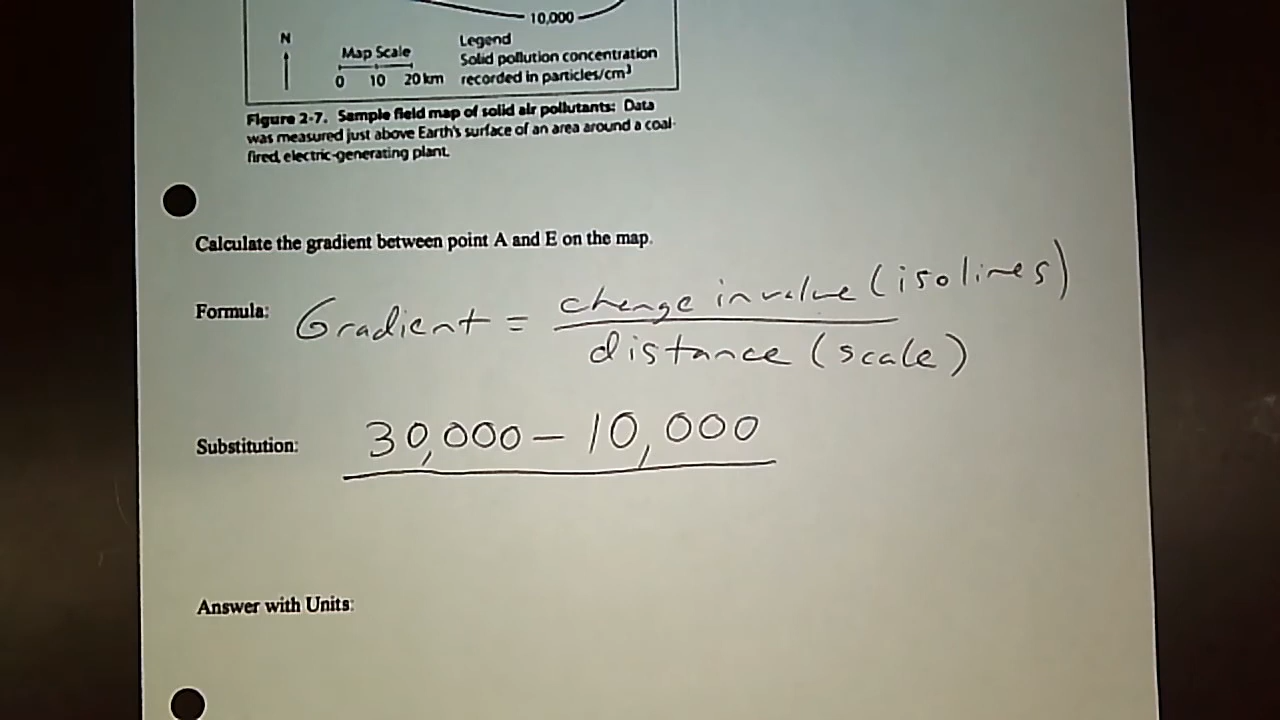 10,000
N
Map Scale
0 10 20 km
Legend
Solid pollution concentration
recorded in particles/cm³
Figure 2-7. Sample field map of solid air pollutants: Data
was measured just above Earth's surface of an area around a coal-
fired, electric-generating plant.
Calculate the gradient between point A and E on the map.
Formula: Gradient = change in value (isolines)
distance (scale)
Substitution: 30,000 - 10,000
Answer with Units: